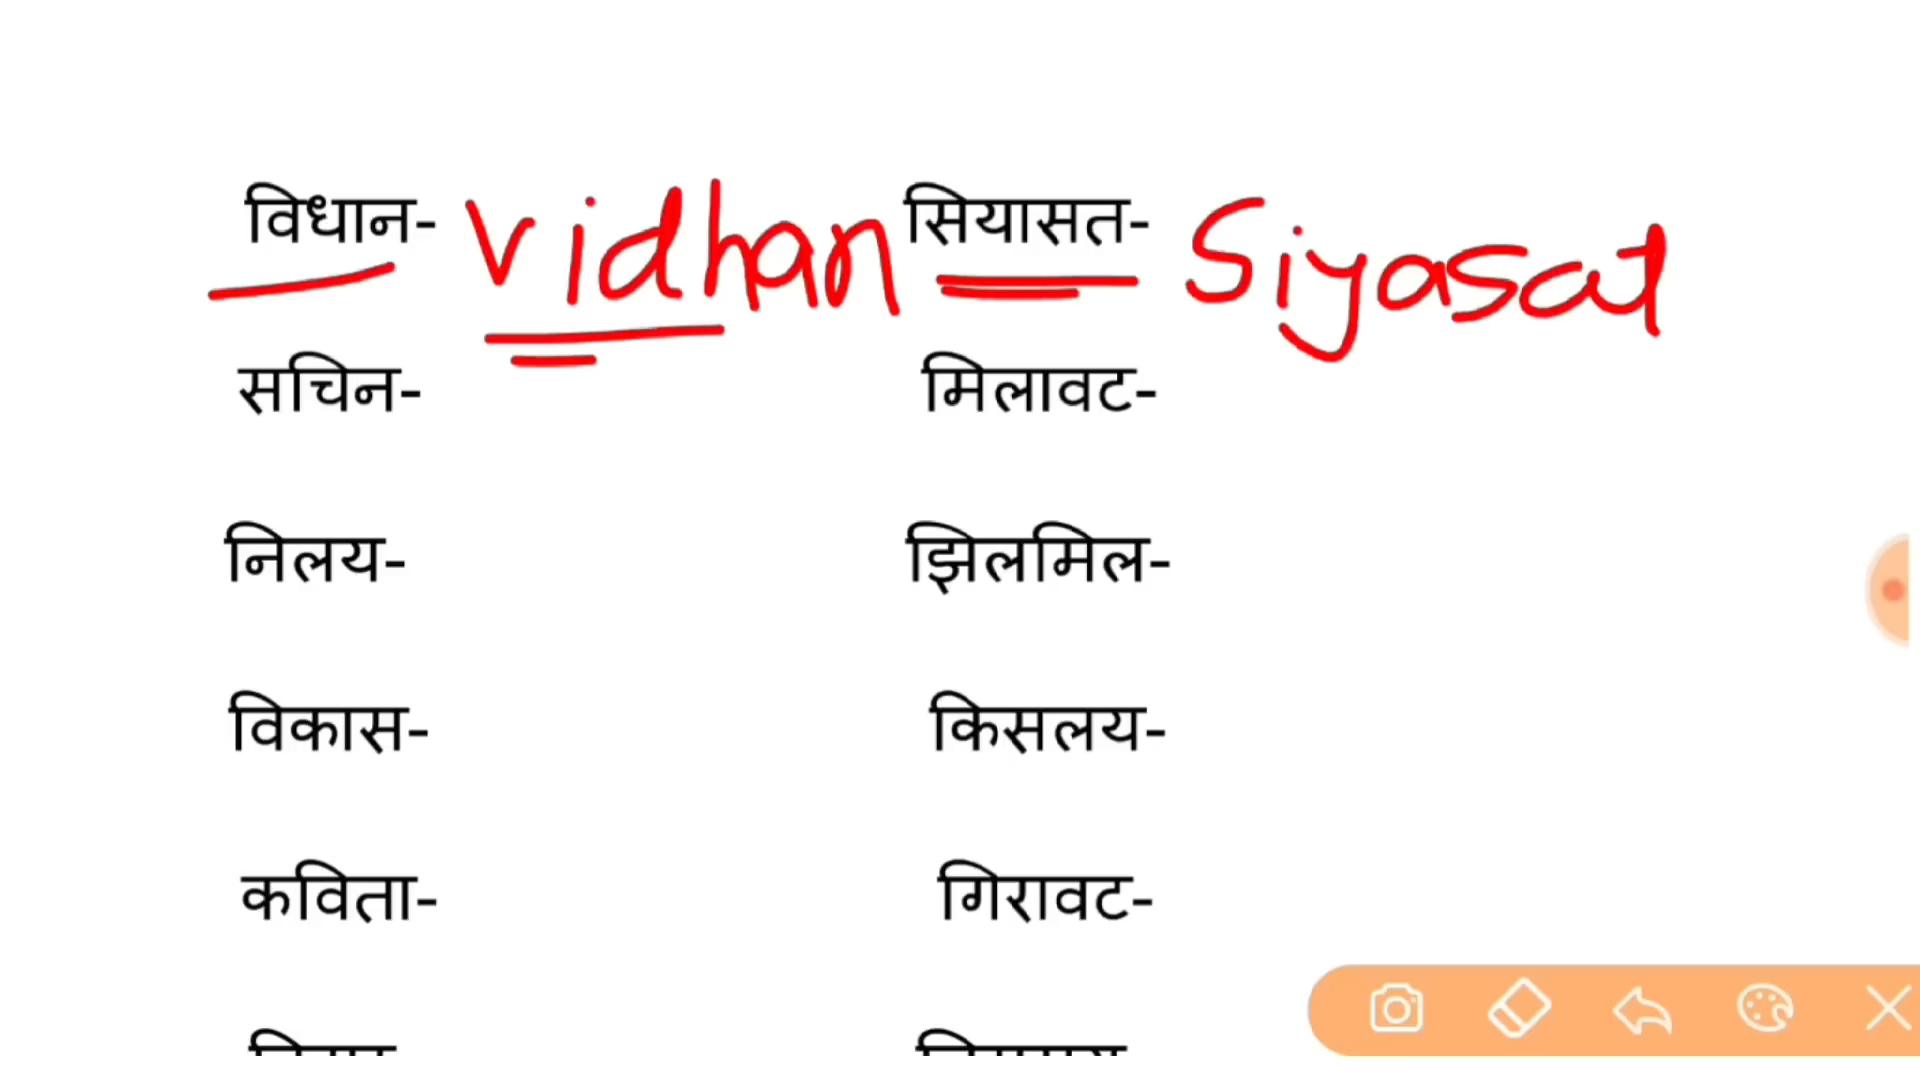 विधान- Vidhan सियासत- Siyasat
सचिन- मिलावट-
निलय- झिलमिल-
विकास- किसलय-
कविता- गिरावट-